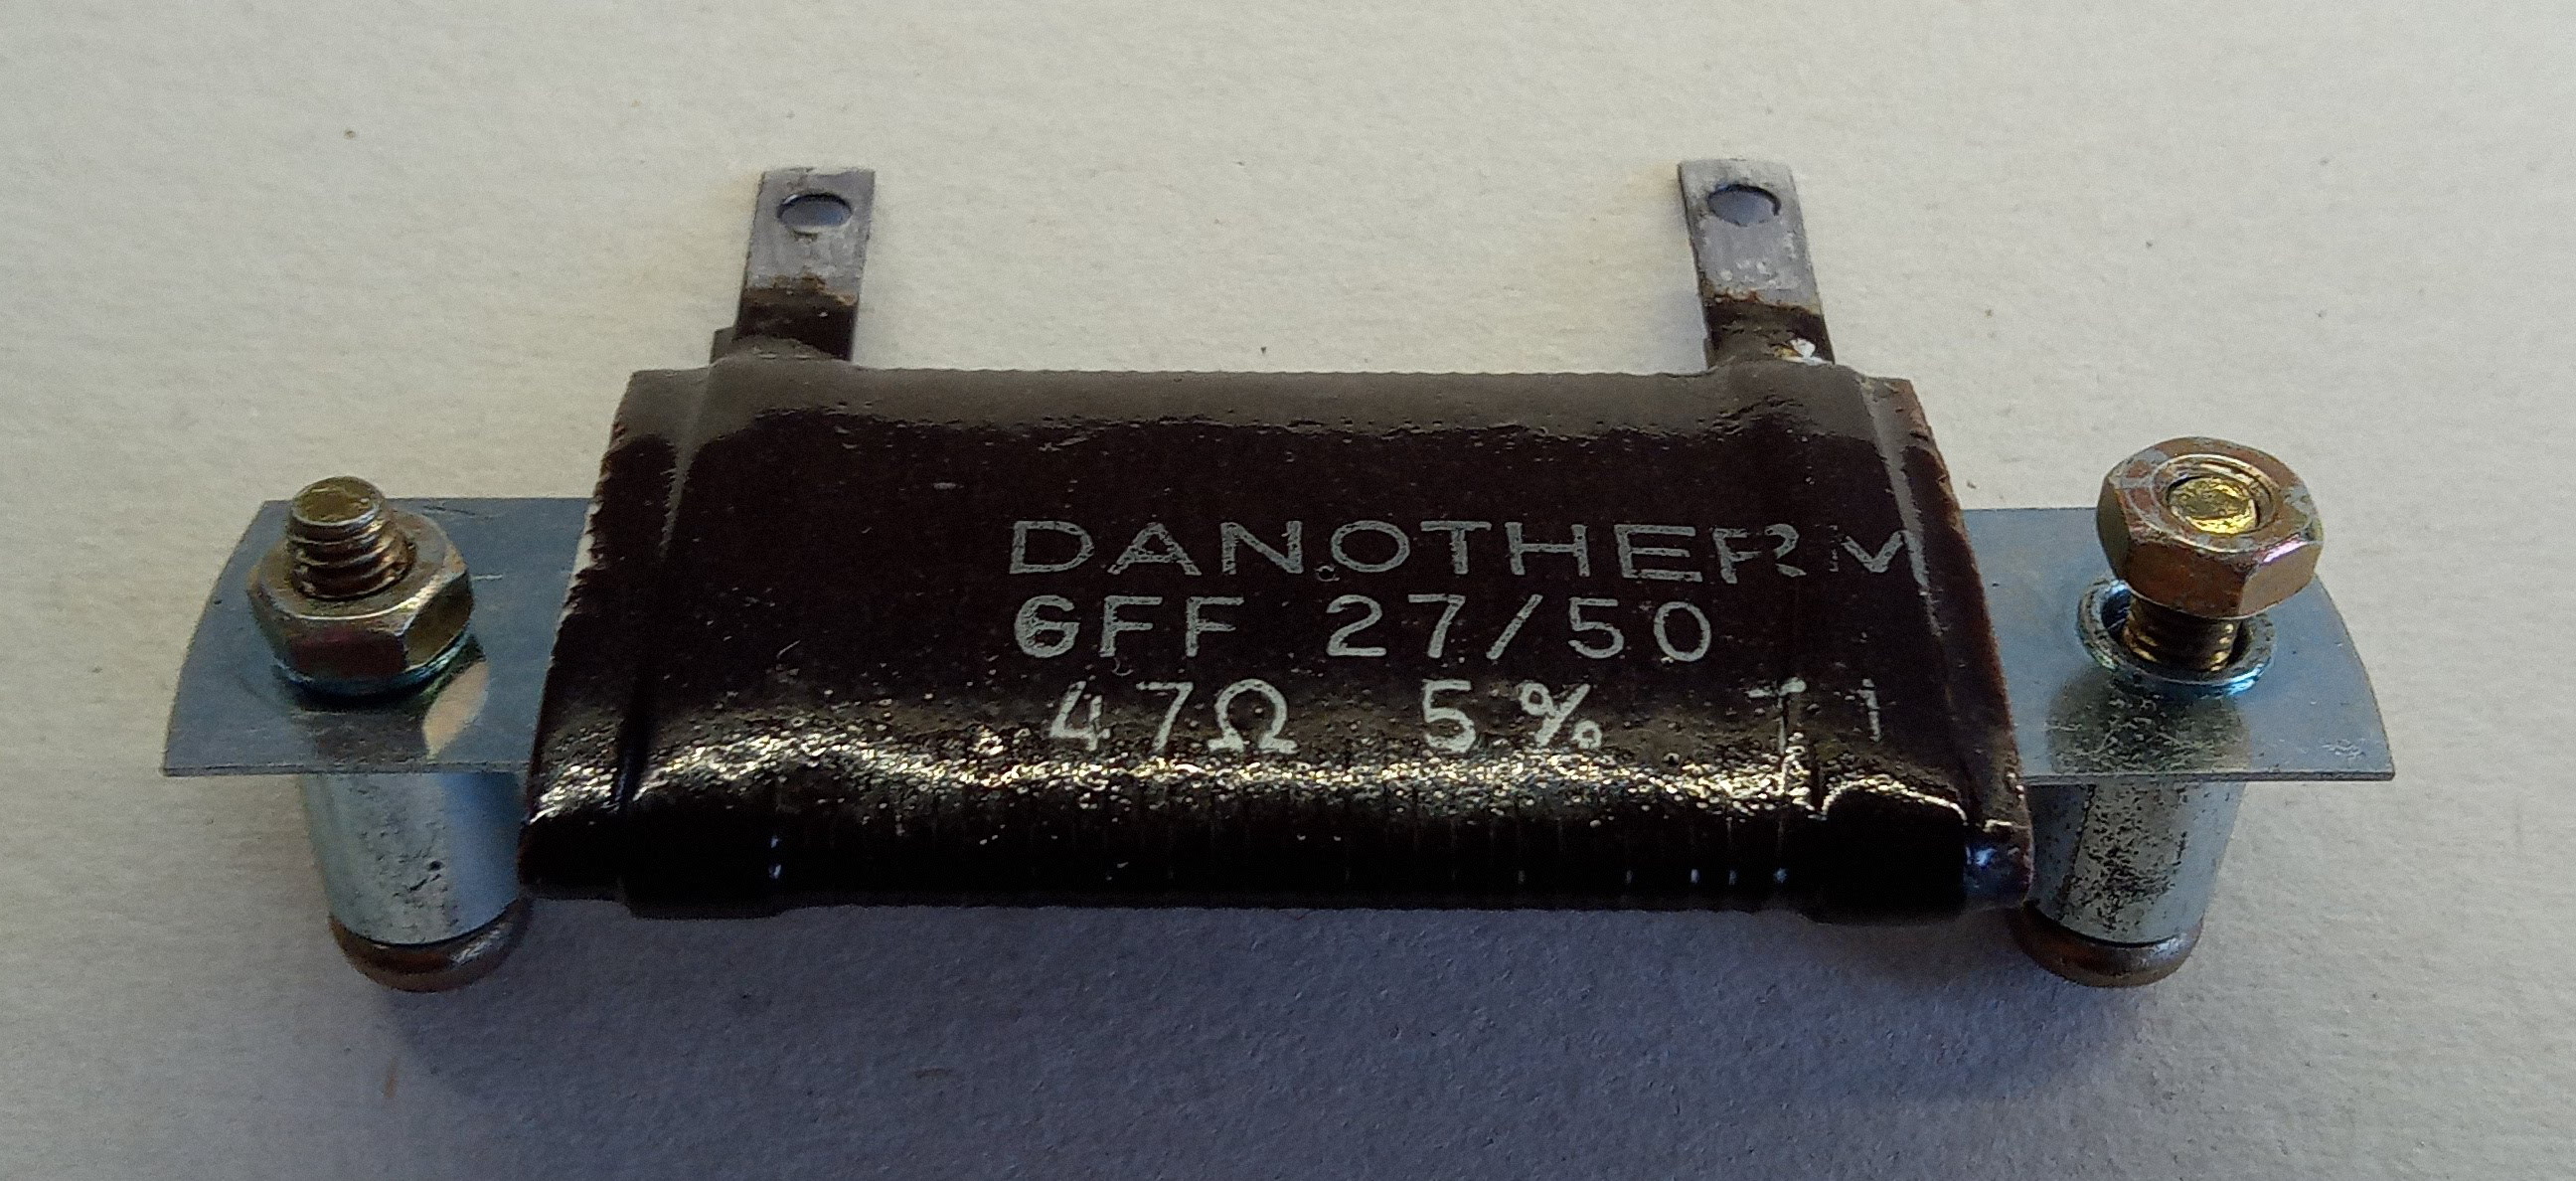 DANOTHERM
GFF 27/50
47Ω 5%